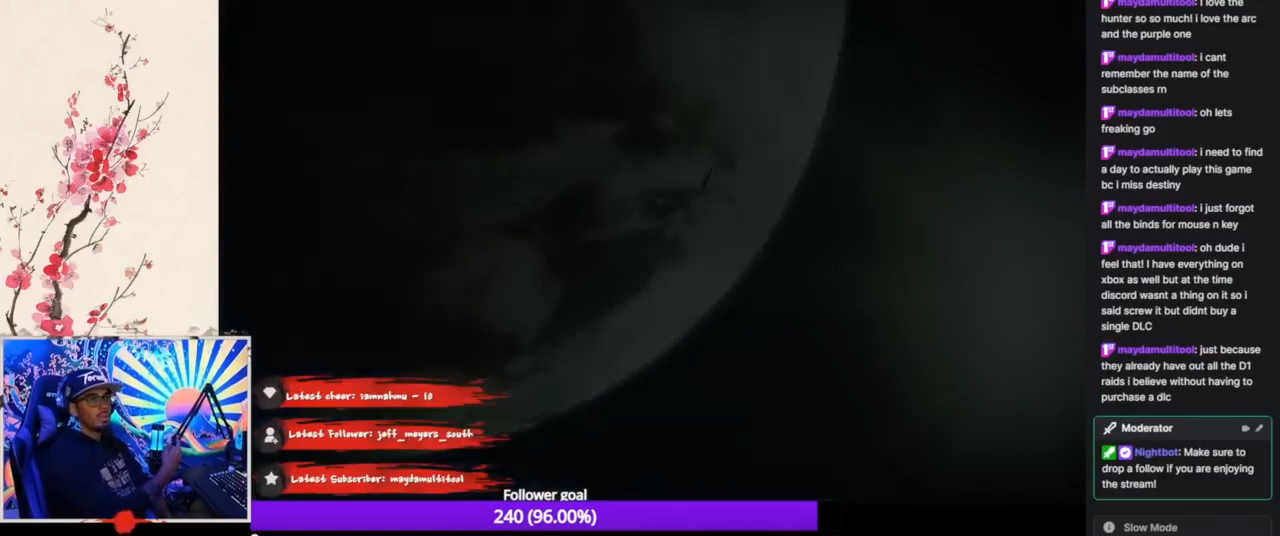 maydamultitool: i love the
hunter so so much! i love the arc
and the purple one
maydamultitool: i cant
remember the name of the
subclasses rn
maydamultitool: oh lets
freaking go
maydamultitool: i need to find
a day to actually play this game
bc i miss destiny
maydamultitool: i just forgot
all the binds for mouse n key
maydamultitool: oh dude i
feel that! I have everything on
xbox as well but at the time
discord wasnt a thing on it so i
said screw it but didnt buy a
single DLC
maydamultitool: just because
they already have out all the D1
raids i believe without having to
purchase a dlc
Moderator
Nightbot: Make sure to
drop a follow if you are enjoying
the stream!
Slow Mode
Latest cheer: iamnahmu - 10
Latest Follower: jeff_meyers_south
Latest Subscriber: maydamultitool
Follower goal
240 (96.00%)